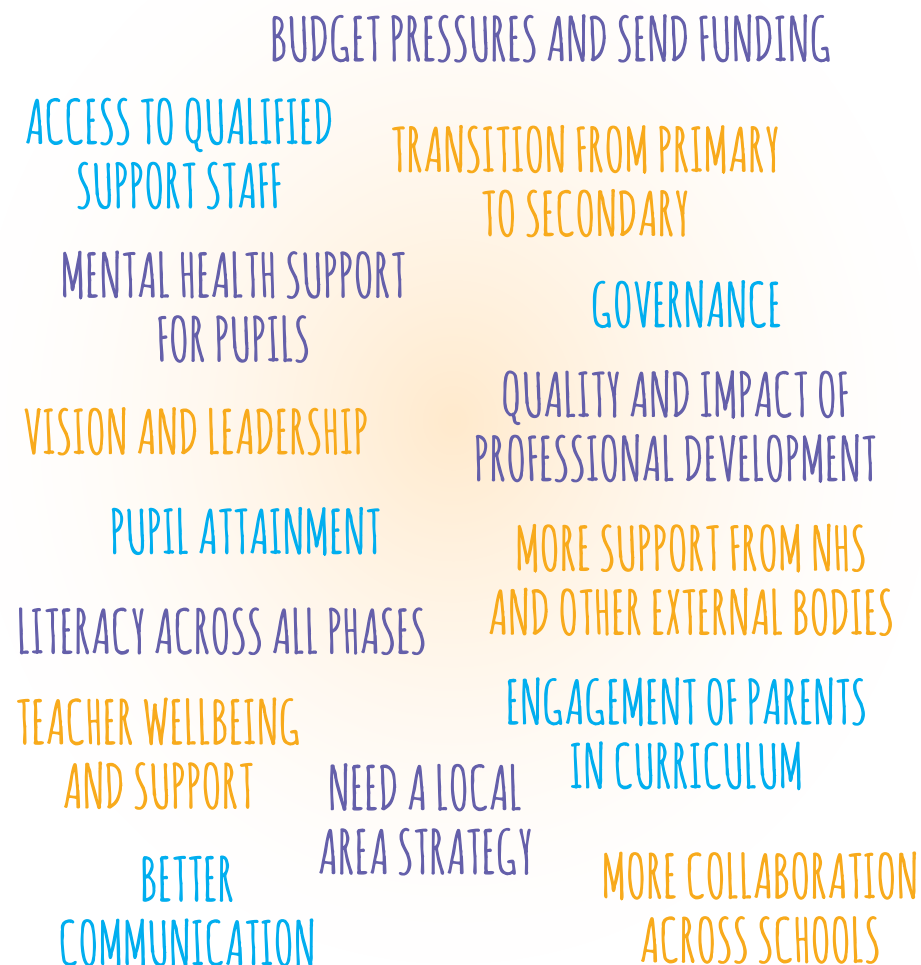 BUDGET PRESSURES AND SEND FUNDING
ACCESS TO QUALIFIED
SUPPORT STAFF
TRANSITION FROM PRIMARY
TO SECONDARY
MENTAL HEALTH SUPPORT
FOR PUPILS
GOVERNANCE
QUALITY AND IMPACT OF
PROFESSIONAL DEVELOPMENT
VISION AND LEADERSHIP
PUPIL ATTAINMENT
MORE SUPPORT FROM NHS
AND OTHER EXTERNAL BODIES
LITERACY ACROSS ALL PHASES
ENGAGEMENT OF PARENTS
IN CURRICULUM
TEACHER WELLBEING
AND SUPPORT
NEED A LOCAL
AREA STRATEGY
BETTER
COMMUNICATION
MORE COLLABORATION
ACROSS SCHOOLS